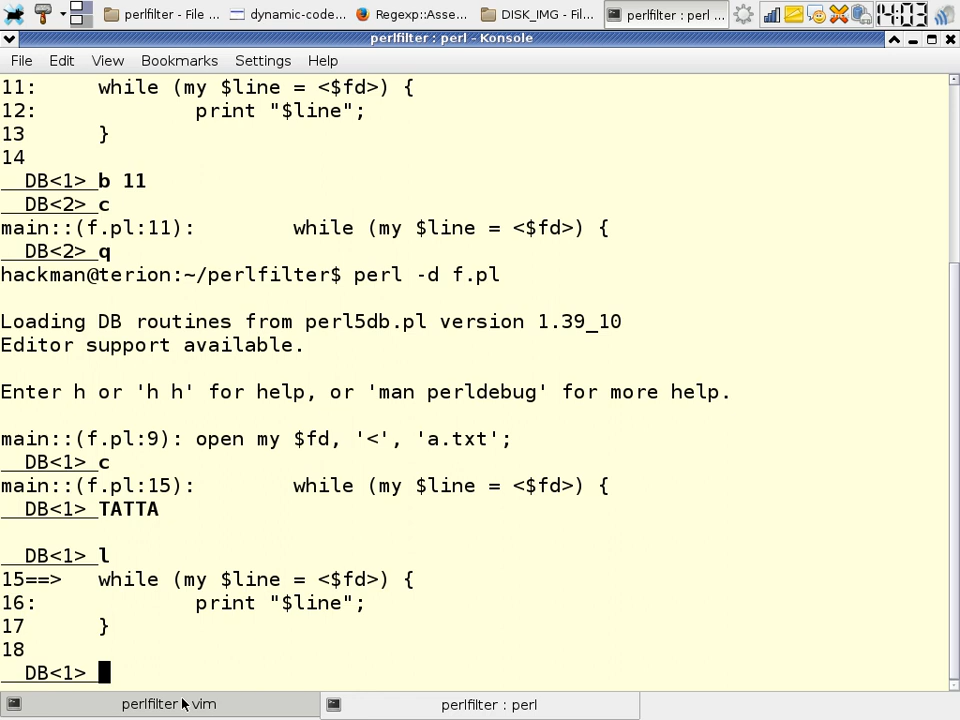 perlfilter - File ...
dynamic-code...
Regexp::Asse...
DISK_IMG - Fil...
perlfilter : perl ...
14:03
perlfilter : perl - Konsole
File Edit View Bookmarks Settings Help
11: while (my $line = <$fd>) {
12: print "$line";
13 }
14
DB<1> b 11
DB<2> c
main::(f.pl:11): while (my $line = <$fd>) {
DB<2> q
hackman@terion:~/perlfilter$ perl -d f.pl
Loading DB routines from perl5db.pl version 1.39_10
Editor support available.
Enter h or 'h h' for help, or 'man perldebug' for more help.
main::(f.pl:9): open my $fd, '<', 'a.txt';
DB<1> c
main::(f.pl:15): while (my $line = <$fd>) {
DB<1> TATTA
DB<1> l
15==> while (my $line = <$fd>) {
16: print "$line";
17 }
18
DB<1>
perlfilter : vim
perlfilter : perl